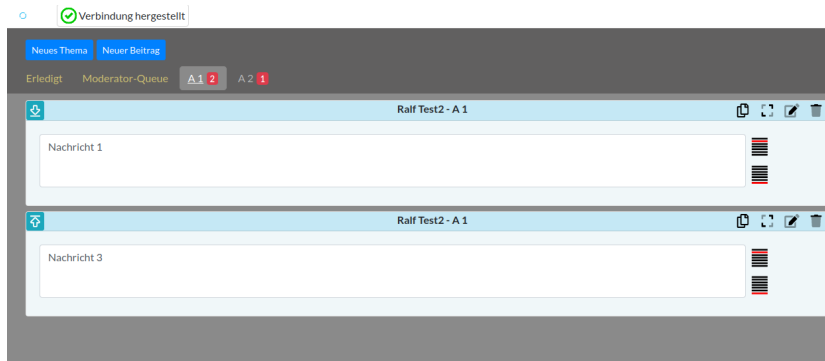 Verbindung hergestellt
Neues Thema Neuer Beitrag
Erledigt Moderator-Queue A 1 2 A 2 1
Ralf Test2 - A 1
Nachricht 1
Ralf Test2 - A 1
Nachricht 3